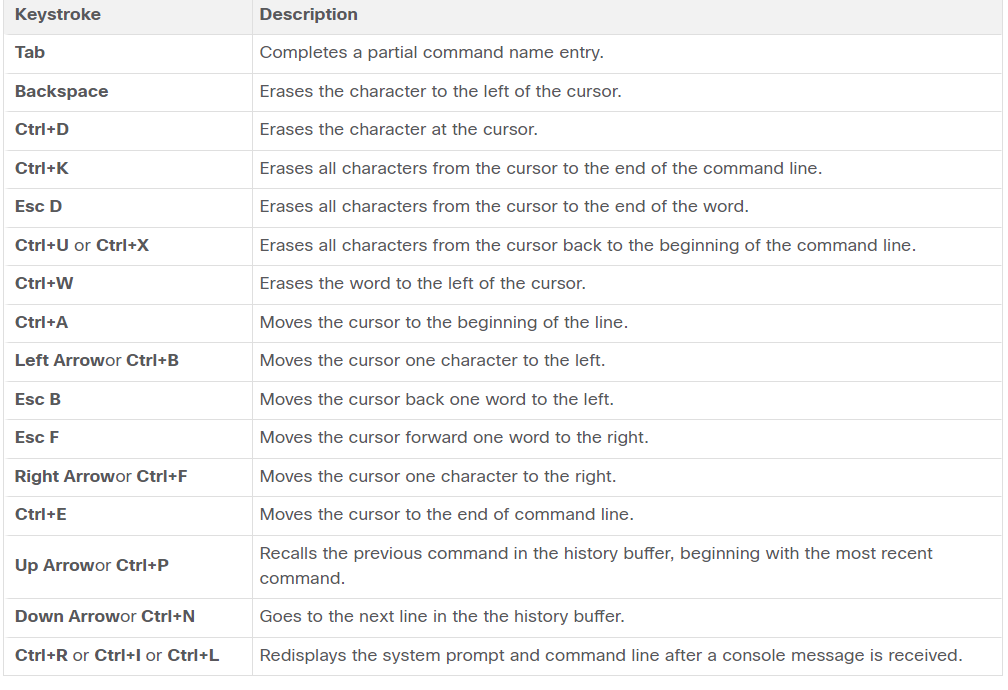 Keystroke Description
Tab Completes a partial command name entry.
Backspace Erases the character to the left of the cursor.
Ctrl+D Erases the character at the cursor.
Ctrl+K Erases all characters from the cursor to the end of the command line.
Esc D Erases all characters from the cursor to the end of the word.
Ctrl+U or Ctrl+X Erases all characters from the cursor back to the beginning of the command line.
Ctrl+W Erases the word to the left of the cursor.
Ctrl+A Moves the cursor to the beginning of the line.
Left Arrowor Ctrl+B Moves the cursor one character to the left.
Esc B Moves the cursor back one word to the left.
Esc F Moves the cursor forward one word to the right.
Right Arrowor Ctrl+F Moves the cursor one character to the right.
Ctrl+E Moves the cursor to the end of command line.
Up Arrowor Ctrl+P Recalls the previous command in the history buffer, beginning with the most recent
command.
Down Arrowor Ctrl+N Goes to the next line in the the history buffer.
Ctrl+R or Ctrl+I or Ctrl+L Redisplays the system prompt and command line after a console message is received.